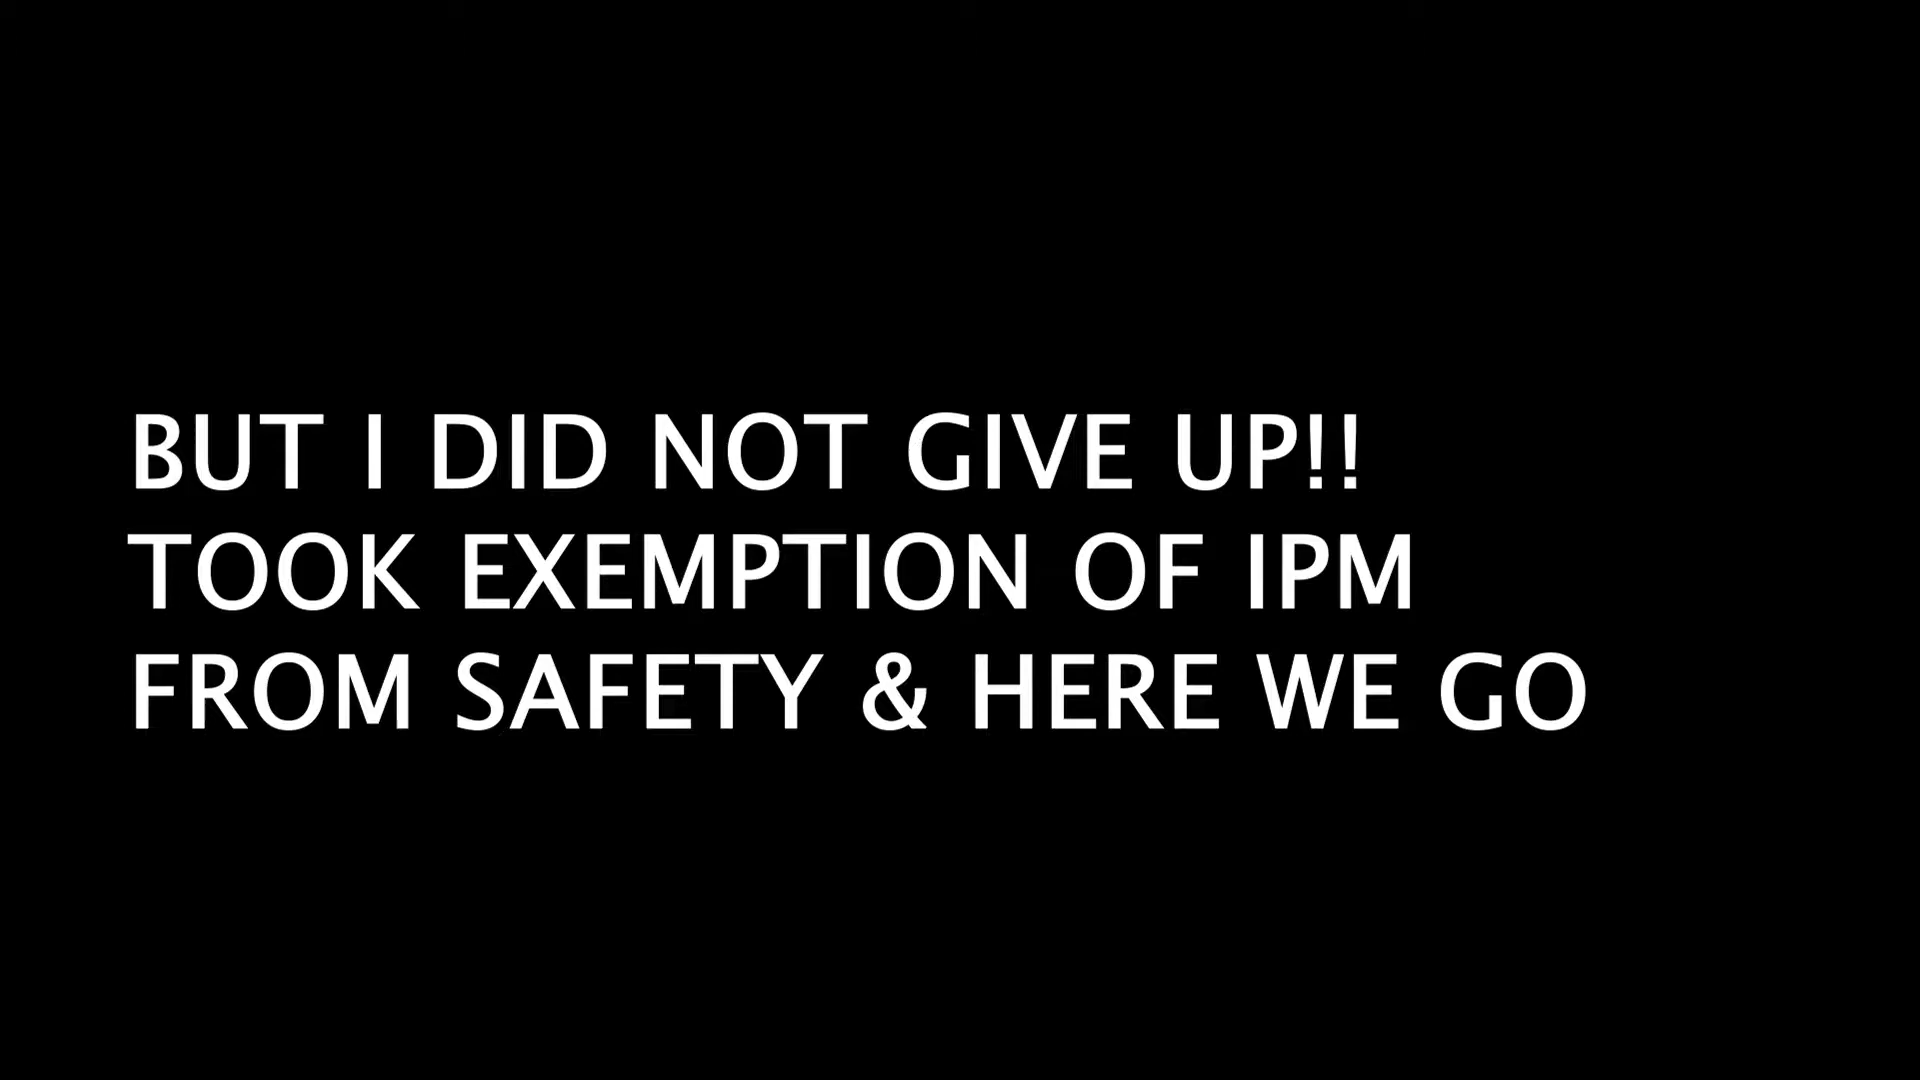 BUT I DID NOT GIVE UP!!
TOOK EXEMPTION OF IPM
FROM SAFETY & HERE WE GO